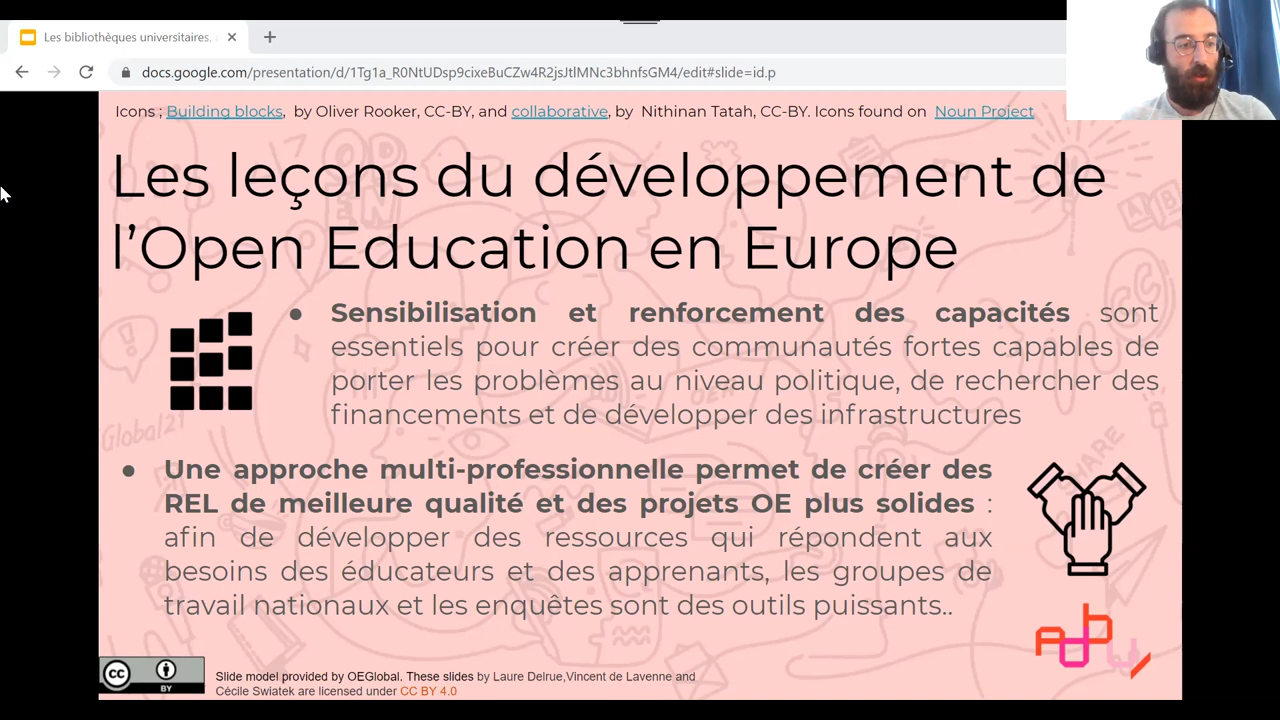 Les bibliothèques universitaires,
docs.google.com/presentation/d/1Tg1a_R0NtUDsp9cixeBuCZw4R2jsJtlMNc3bhnfsGM4/edit#slide=id.p
Icons ; Building blocks, by Oliver Rooker, CC-BY, and collaborative, by Nithinan Tatah, CC-BY. Icons found on Noun Project
Les leçons du développement de
l’Open Education en Europe
● Sensibilisation et renforcement des capacités sont
essentiels pour créer des communautés fortes capables de
porter les problèmes au niveau politique, de rechercher des
financements et de développer des infrastructures
● Une approche multi-professionnelle permet de créer des
REL de meilleure qualité et des projets OE plus solides :
afin de développer des ressources qui répondent aux
besoins des éducateurs et des apprenants, les groupes de
travail nationaux et les enquêtes sont des outils puissants..
Global21
SHARE
cc BY
Slide model provided by OEGlobal. These slides by Laure Delrue,Vincent de Lavenne and
Cécile Swiatek are licensed under CC BY 4.0